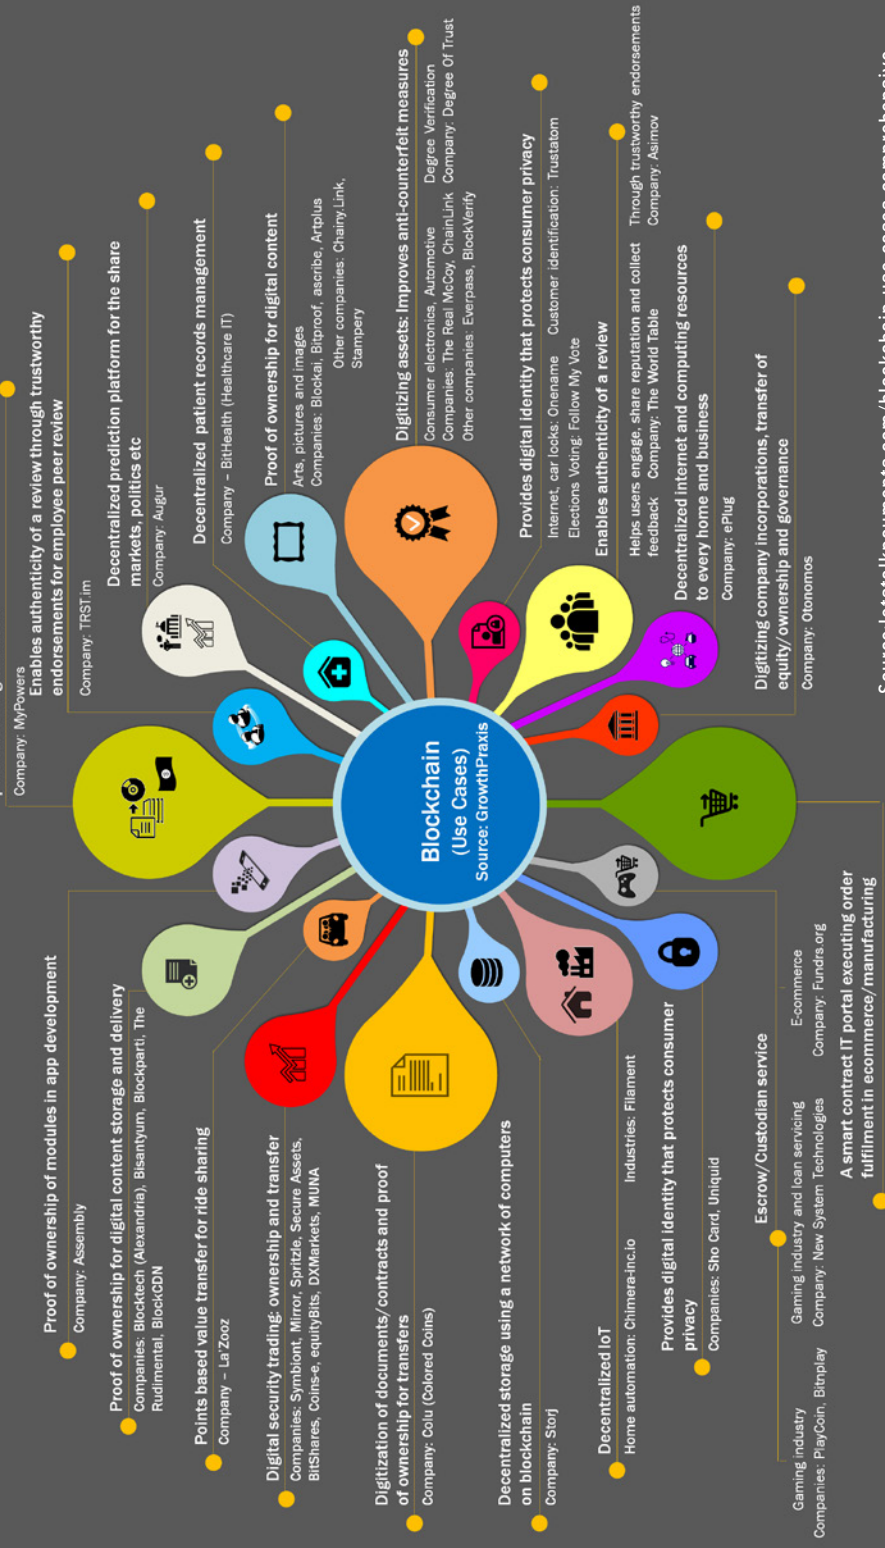 Company: MyPowers
Enables authenticity of a review through trustworthy
endorsements for employee peer review
Company: TRST.im
Decentralized prediction platform for the share
markets, politics etc
Company: Augur
Decentralized patient records management
Company – BitHealth (Healthcare IT)
Proof of ownership for digital content
Arts, pictures and images
Companies: Blockai, Bitproof, ascribe, Artplus
Other companies: Chainy.Link,
Stampery
Digitizing assets: Improves anti-counterfeit measures
Consumer electronics, Automotive
Companies: The Real McCoy, ChainLink
Other companies: Everpass, BlockVerify
Degree Verification
Company: Degree Of Trust
Provides digital identity that protects consumer privacy
Internet, car locks: Onename
Customer identification: Trustatom
Elections Voting: Follow My Vote
Enables authenticity of a review
Helps users engage, share reputation and collect
feedback Company: The World Table
Through trustworthy endorsements
Company: Asimov
Decentralized internet and computing resources
to every home and business
Company: ePlug
Digitizing company incorporations, transfer of
equity/ownership and governance
Company: Otonomos
Blockchain
(Use Cases)
Source: GrowthPraxis
Proof of ownership of modules in app development
Company: Assembly
Proof of ownership for digital content storage and delivery
Companies: Blocktech (Alexandria), Bisantyum, Blockparti, The
Rudimental, BlockCDN
Points based value transfer for ride sharing
Company – La'Zooz
Digital security trading: ownership and transfer
Companies: Symbiont, Mirror, Spritzle, Secure Assets,
BitShares, Coins-e, equityBits, DXMarkets, MUNA
Digitization of documents/contracts and proof
of ownership for transfers
Company: Colu (Colored Coins)
Decentralized storage using a network of computers
on blockchain
Company: Storj
Decentralized IoT
Home automation: Chimera-inc.io
Industries: Filament
Provides digital identity that protects consumer
privacy
Companies: Sho Card, Uniquid
Escrow/Custodian service
Gaming industry
Companies: PlayCoin, Bitnplay
Gaming industry and loan servicing
Company: New System Technologies
E-commerce
Company: Fundrs.org
A smart contract IT portal executing order
fulfilment in ecommerce/manufacturing